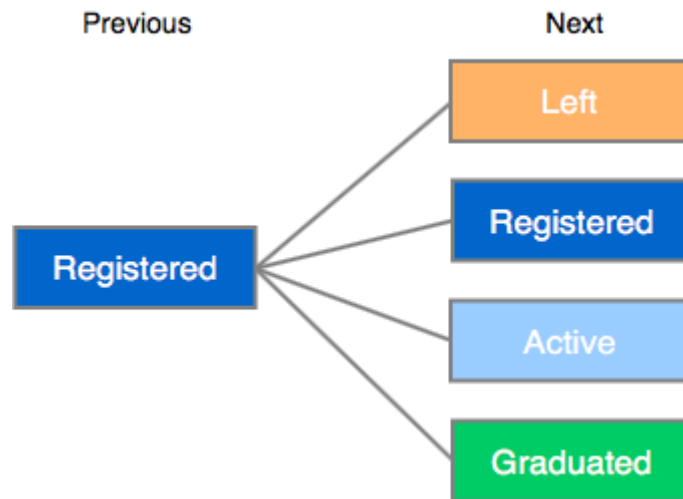 Previous
Next
Left
Registered
Registered
Active
Graduated